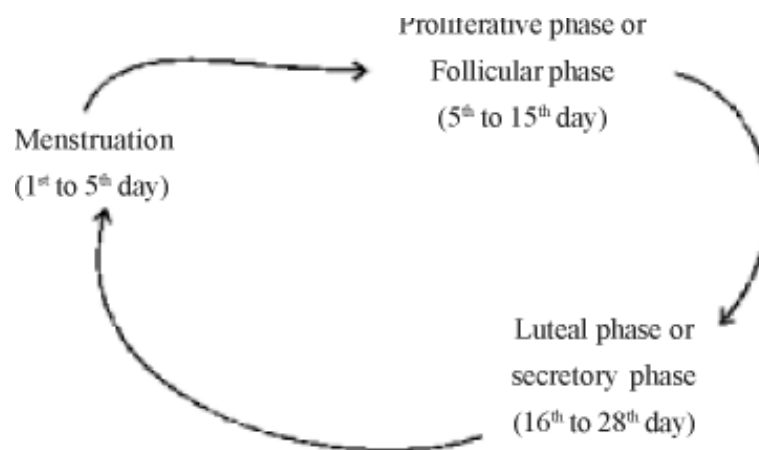 Proliferative phase or
Follicular phase
(5th to 15th day)
Menstruation
(1st to 5th day)
Luteal phase or
secretory phase
(16th to 28th day)